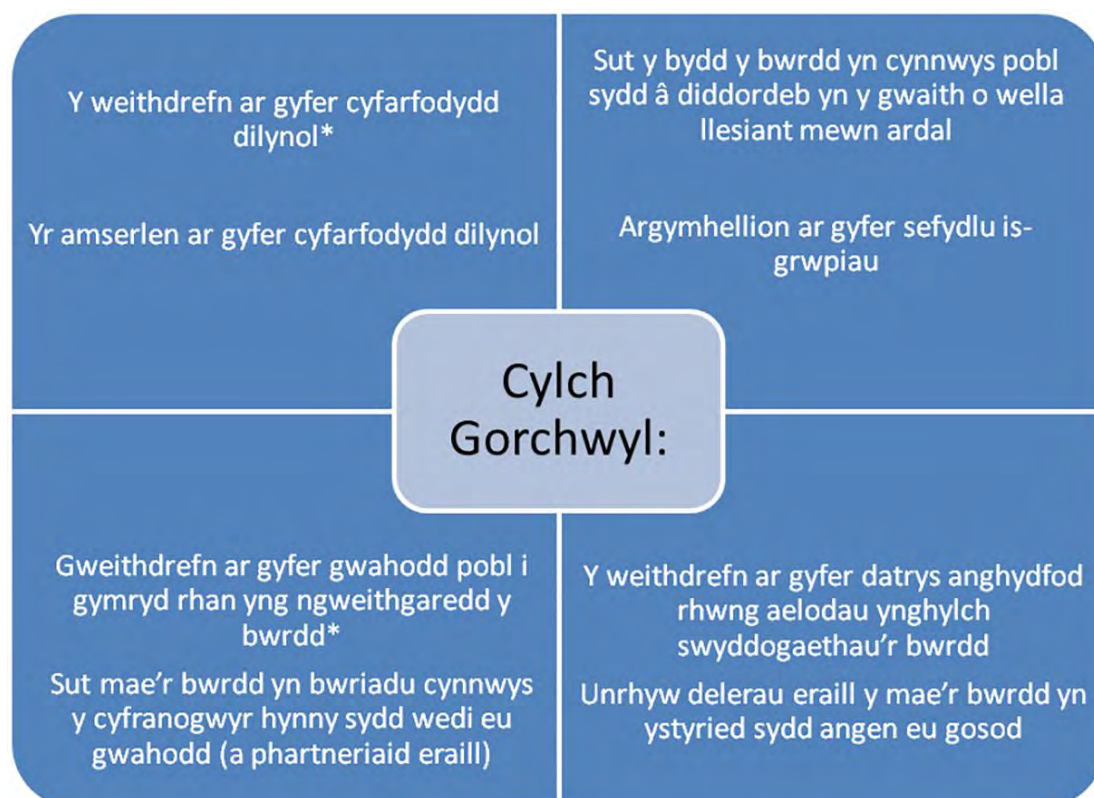 Y weithdrefn ar gyfer cyfarfodydd
dilynol*
Yr amserlen ar gyfer cyfarfodydd dilynol
Sut y bydd y bwrdd yn cynnwys pobl
sydd â diddordeb yn y gwaith o wella
llesiant mewn ardal
Argymhellion ar gyfer sefydlu is-
grwpiau
Cylch
Gorchwyl:
Gweithdrefn ar gyfer gwahodd pobl i
gymryd rhan yng ngweithgaredd y
bwrdd*
Sut mae'r bwrdd yn bwriadu cynnwys
y cyfranogwyr hynny sydd wedi eu
gwahodd (a phartneriaid eraill)
Y weithdrefn ar gyfer datrys anghydfod
rhwng aelodau ynghylch
swyddogaethau'r bwrdd
Unrhyw delerau eraill y mae'r bwrdd yn
ystyried sydd angen eu gosod